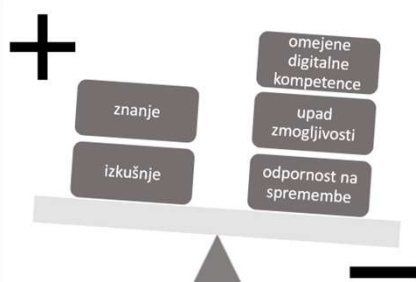 znanje
izkušnje
omejene
digitalne
kompetence
upad
zmogljivosti
odpornost na
spremembe